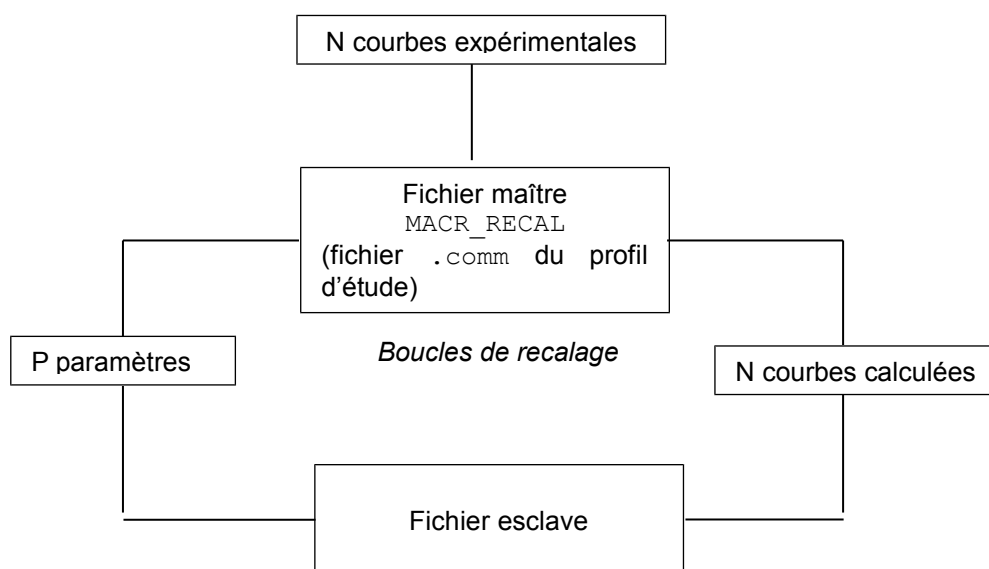 N courbes expérimentales
Fichier maître
MACR_RECAL
(fichier .comm du profil
d’étude)
Boucles de recalage
P paramètres
N courbes calculées
Fichier esclave